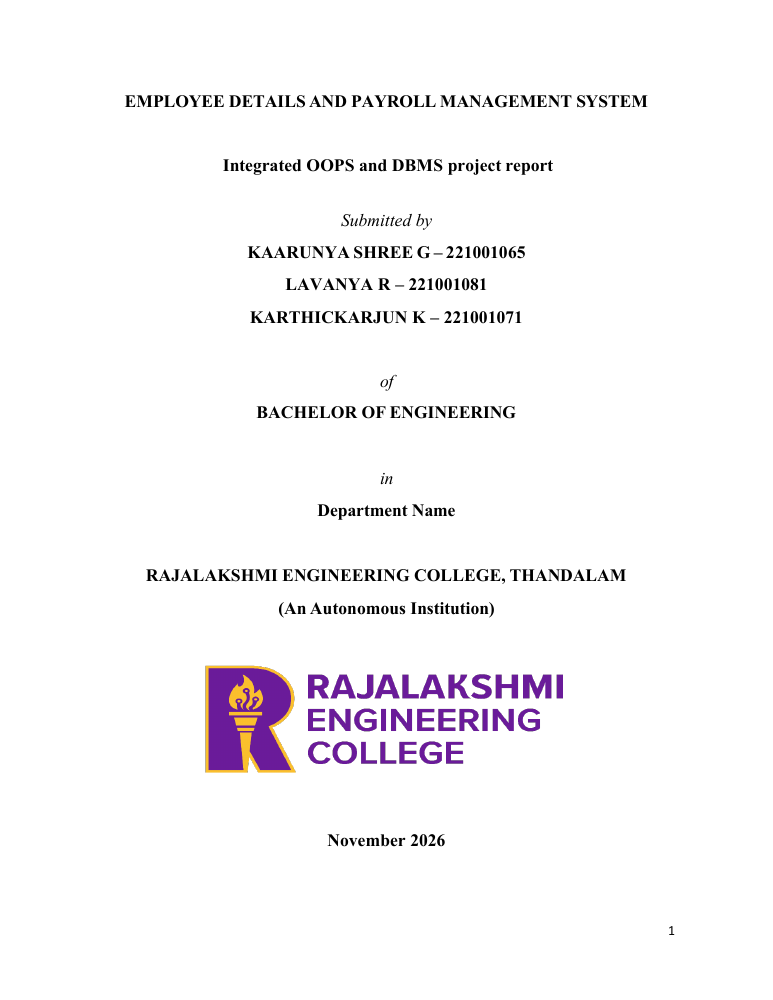 EMPLOYEE DETAILS AND PAYROLL MANAGEMENT SYSTEM
Integrated OOPS and DBMS project report
Submitted by
KAARUNYA SHREE G – 221001065
LAVANYA R – 221001081
KARTHICKARJUN K – 221001071
of
BACHELOR OF ENGINEERING
in
Department Name
RAJALAKSHMI ENGINEERING COLLEGE, THANDALAM
(An Autonomous Institution)
RAJALAKSHMI
ENGINEERING
COLLEGE
November 2026
1